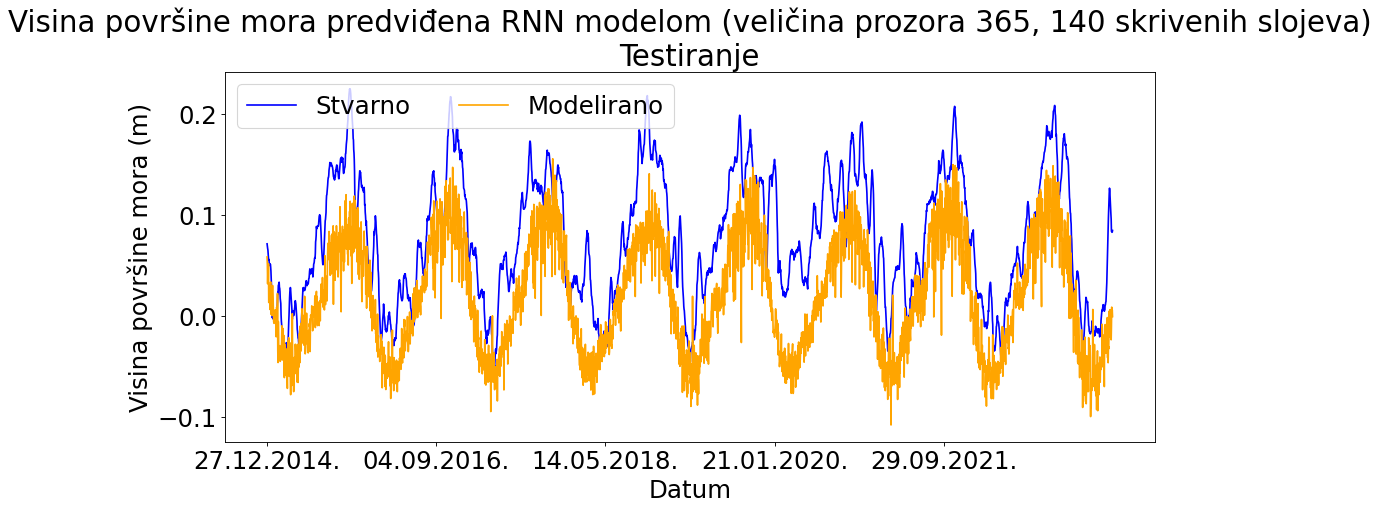 Visina površine mora predviđena RNN modelom (veličina prozora 365, 140 skrivenih slojeva)
Testiranje
Stvarno Modelirano
Visina površine mora (m)
0.2
0.1
0.0
−0.1
27.12.2014. 04.09.2016. 14.05.2018. 21.01.2020. 29.09.2021.
Datum